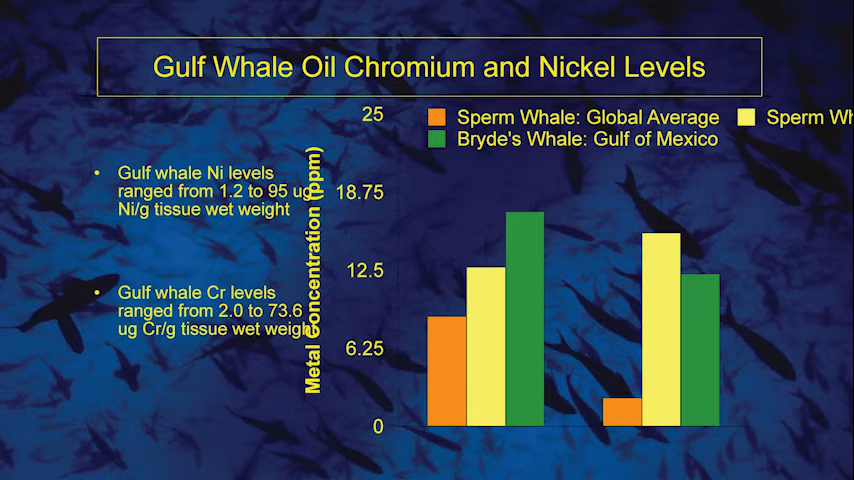 Gulf Whale Oil Chromium and Nickel Levels
• Gulf whale Ni levels
ranged from 1.2 to 95 ug
Ni/g tissue wet weight
• Gulf whale Cr levels
ranged from 2.0 to 73.6
ug Cr/g tissue wet weight
Metal Concentration (ppm)
25
18.75
12.5
6.25
0
Sperm Whale: Global Average
Sperm Wh
Bryde's Whale: Gulf of Mexico